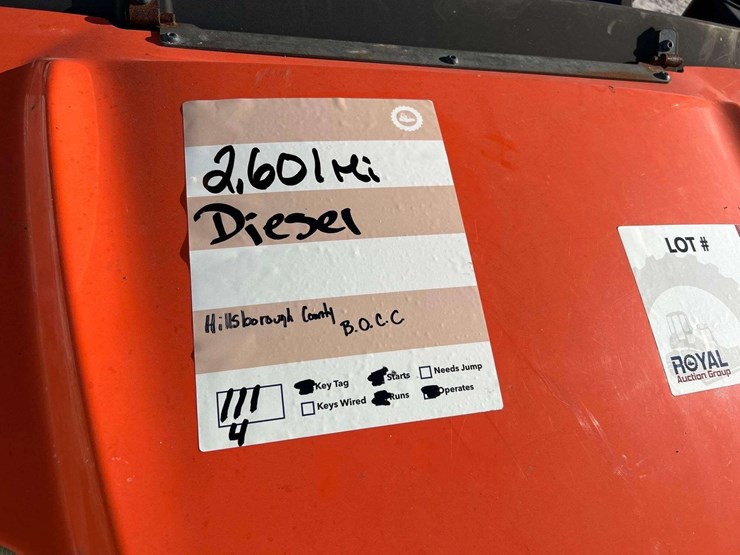 2,601 Mi
Diesel
Hillsborough County B.O.C.C
111
4
Key Tag
Starts
Needs Jump
Keys Wired
Runs
Operates
LOT #
ROYAL
Auction Group